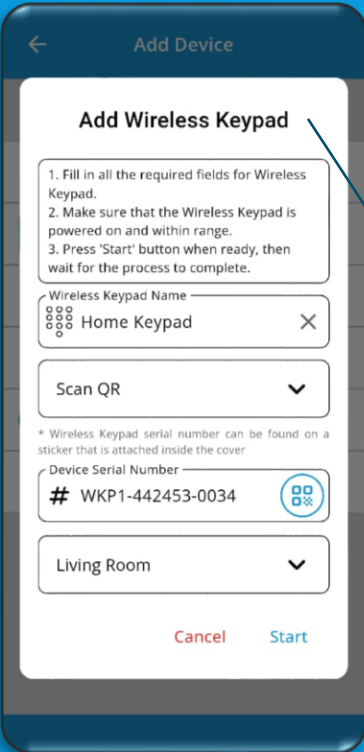 Add Device
Add Wireless Keypad
1. Fill in all the required fields for Wireless
Keypad.
2. Make sure that the Wireless Keypad is
powered on and within range.
3. Press 'Start' button when ready, then
wait for the process to complete.
Wireless Keypad Name
Home Keypad
Scan QR
* Wireless Keypad serial number can be found on a
sticker that is attached inside the cover
Device Serial Number
# WKP1-442453-0034
Living Room
Cancel Start